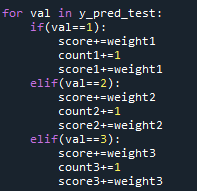 for val in y_pred_test:
    if(val==1):
        score+=weight1
        count1+=1
        score1+=weight1
    elif(val==2):
        score+=weight2
        count2+=1
        score2+=weight2
    elif(val==3):
        score+=weight3
        count3+=1
        score3+=weight3